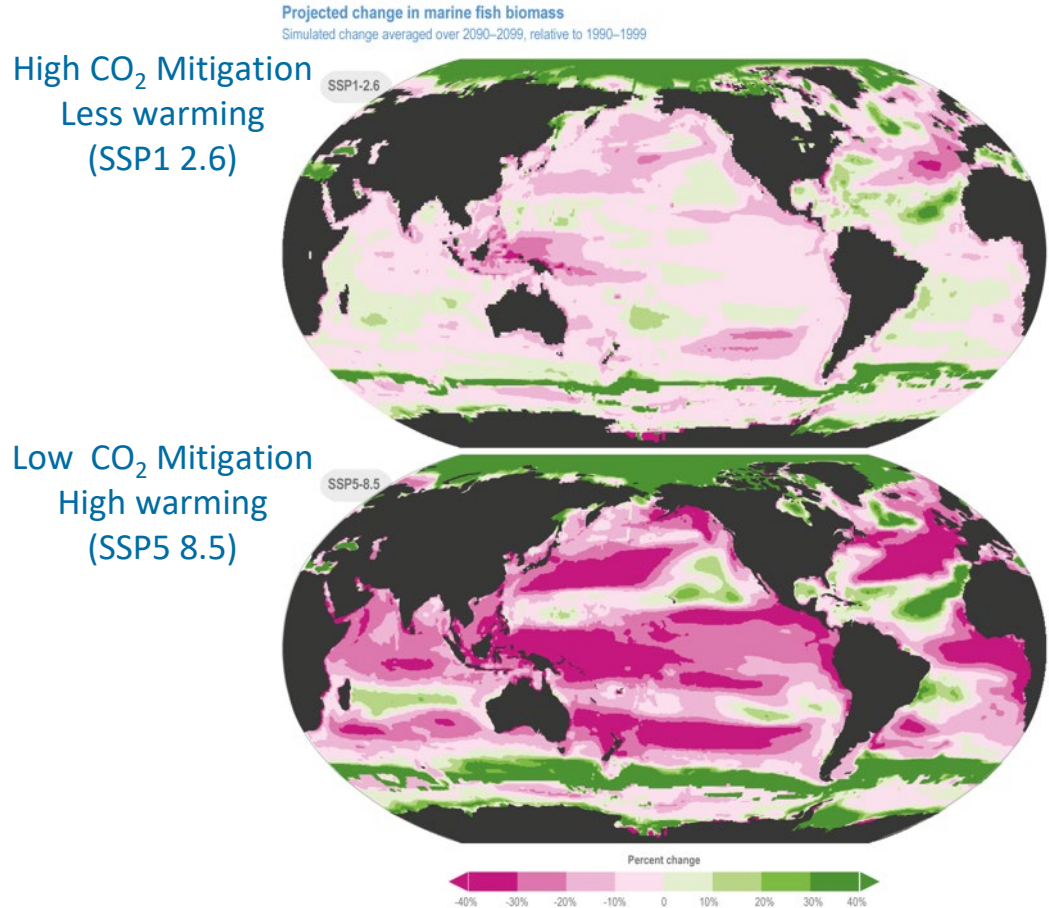 Projected change in marine fish biomass
Simulated change averaged over 2090–2099, relative to 1990–1999
High CO₂ Mitigation
Less warming
(SSP1 2.6)
SSP1-2.6
Low  CO₂ Mitigation
High warming
(SSP5 8.5)
SSP5-8.5
Percent change
-40% -30% -20% -10% 0 10% 20% 30% 40%